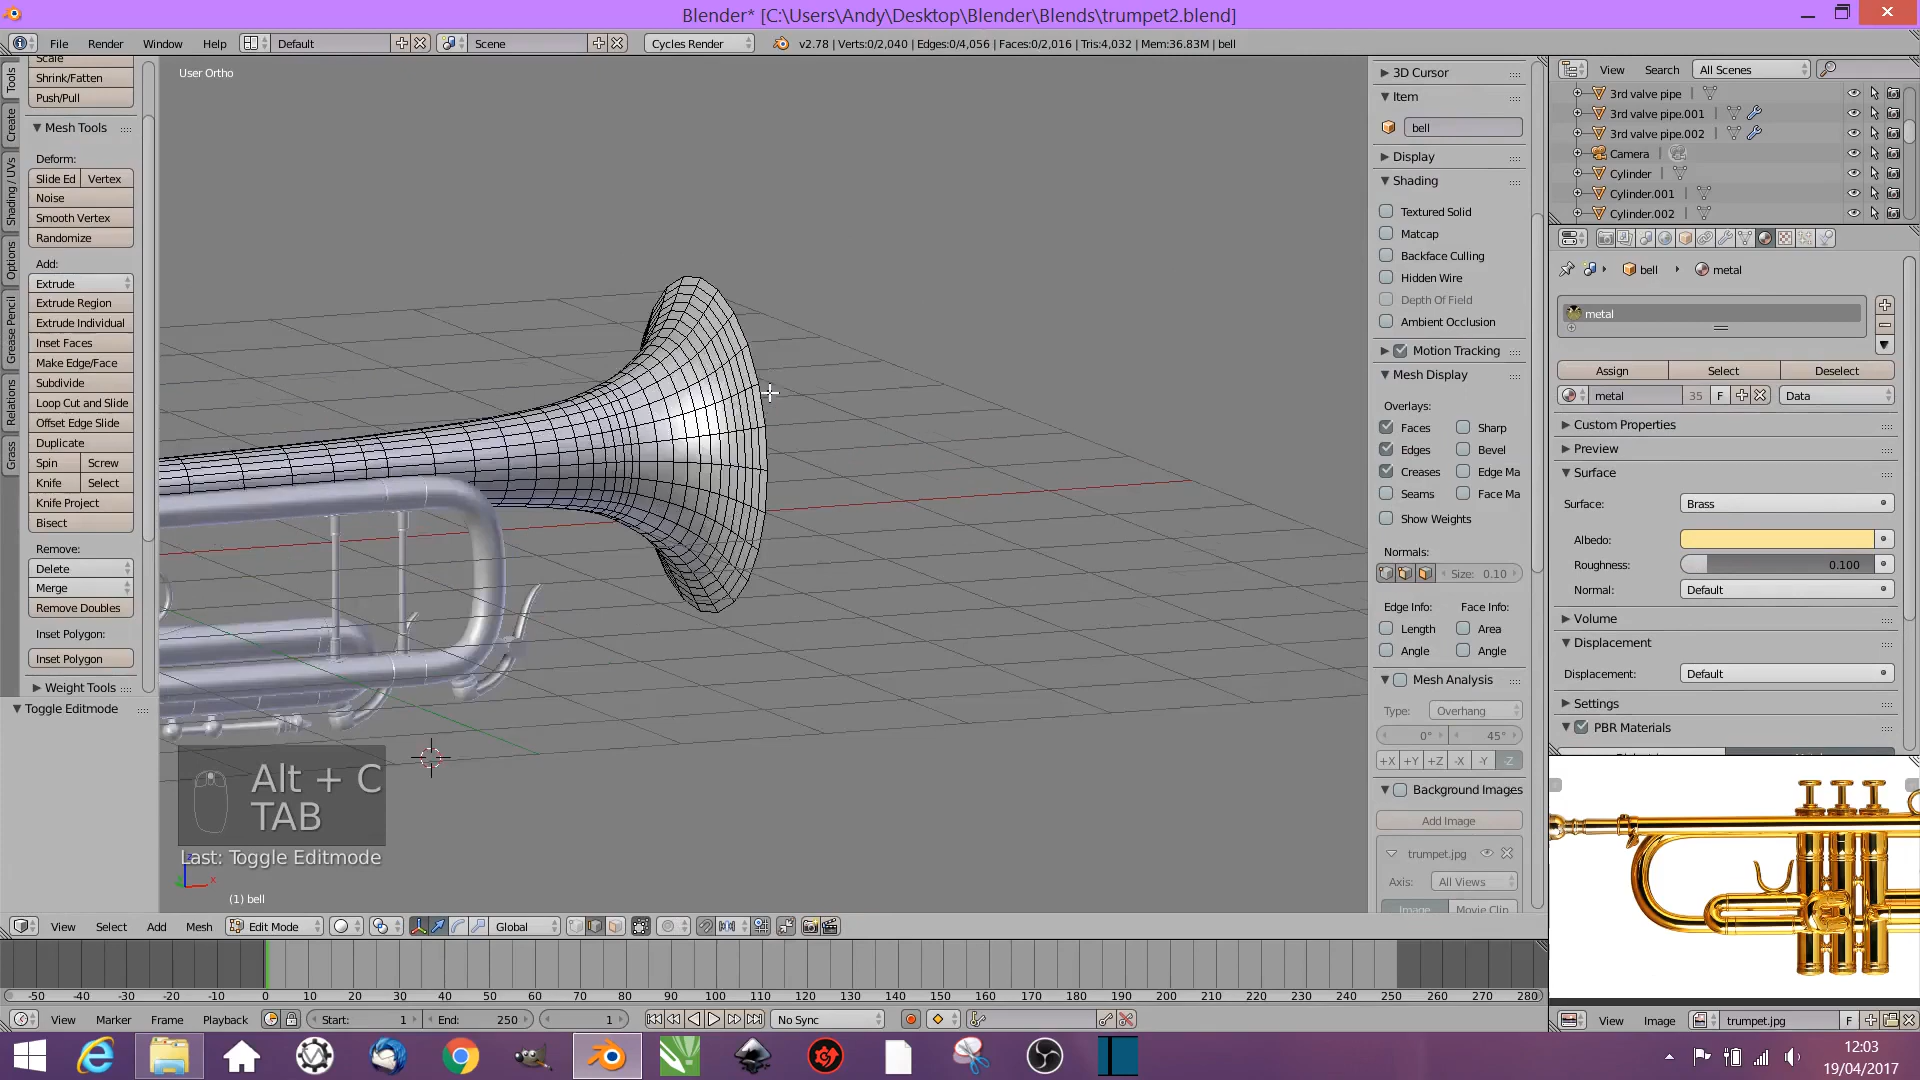 Blender* [C:\Users\Andy\Desktop\Blender\Blends\trumpet2.blend]
File Render Window Help Default Scene Cycles Render v2.78 | Verts:0/2,040 | Edges:0/4,056 | Faces:0/2,016 | Tris:4,032 | Mem:36.83M | bell
Tools
Create
Shading / UVs
Options
Grease Pencil
Relations
Grass
Scale
Shrink/Fatten
Push/Pull
Mesh Tools
Deform:
Slide Ed Vertex
Noise
Smooth Vertex
Randomize
Add:
Extrude
Extrude Region
Extrude Individual
Inset Faces
Make Edge/Face
Subdivide
Loop Cut and Slide
Offset Edge Slide
Duplicate
Spin Screw
Knife Select
Knife Project
Bisect
Remove:
Delete
Merge
Remove Doubles
Inset Polygon:
Inset Polygon
Weight Tools
Toggle Editmode
User Ortho
Alt + C
TAB
Last: Toggle Editmode
(1) bell
3D Cursor
Item
bell
Display
Shading
Textured Solid
Matcap
Backface Culling
Hidden Wire
Depth Of Field
Ambient Occlusion
Motion Tracking
Mesh Display
Overlays:
Faces Sharp
Edges Bevel
Creases Edge Ma
Seams Face Ma
Show Weights
Normals:
Size: 0.10
Edge Info: Face Info:
Length Area
Angle Angle
Mesh Analysis
Type: Overhang
0° 45°
+X +Y +Z -X -Y -Z
Background Images
Add Image
trumpet.jpg
Axis: All Views
Image Movie Clip
View Search All Scenes
3rd valve pipe
3rd valve pipe.001
3rd valve pipe.002
Camera
Cylinder
Cylinder.001
Cylinder.002
bell metal
metal
Assign Select Deselect
metal 35 F Data
Custom Properties
Preview
Surface
Surface: Brass
Albedo:
Roughness: 0.100
Normal: Default
Volume
Displacement
Displacement: Default
Settings
PBR Materials
View Select Add Mesh Edit Mode Global
-50 -40 -30 -20 -10 0 10 20 30 40 50 60 70 80 90 100 110 120 130 140 150 160 170 180 190 200 210 220 230 240 250 260 270 280
View Marker Frame Playback Start: 1 End: 250 1 No Sync
View Image trumpet.jpg F
12:03
19/04/2017